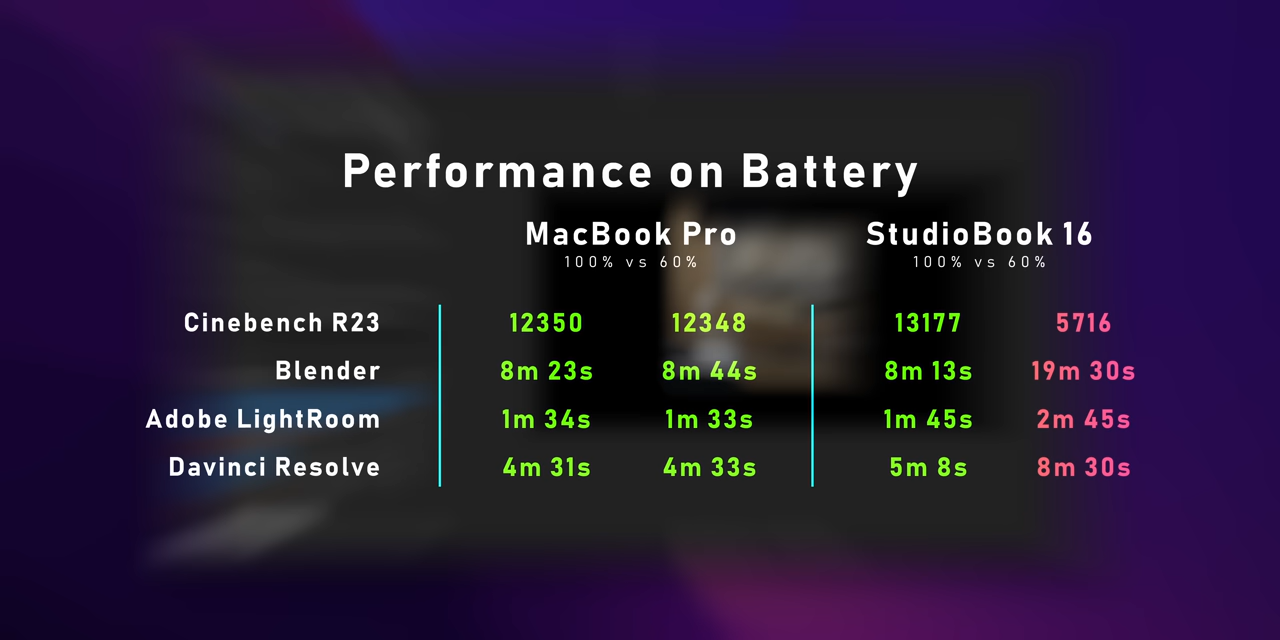 Performance on Battery
MacBook Pro StudioBook 16
100% vs 60% 100% vs 60%
Cinebench R23 12350 12348 13177 5716
Blender 8m 23s 8m 44s 8m 13s 19m 30s
Adobe LightRoom 1m 34s 1m 33s 1m 45s 2m 45s
Davinci Resolve 4m 31s 4m 33s 5m 8s 8m 30s